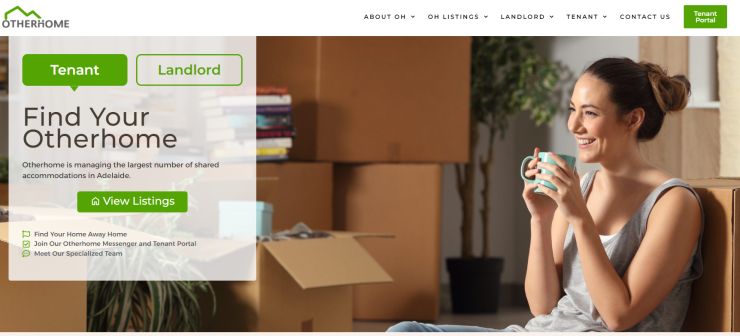 OTHERHOME
ABOUT OH
OH LISTINGS
LANDLORD
TENANT
CONTACT US
Tenant
Portal
Tenant
Landlord
Find Your
Otherhome
Otherhome is managing the largest number of shared
accommodations in Adelaide.
View Listings
Find Your Home Away Home
Join Our Otherhome Messenger and Tenant Portal
Meet Our Specialized Team